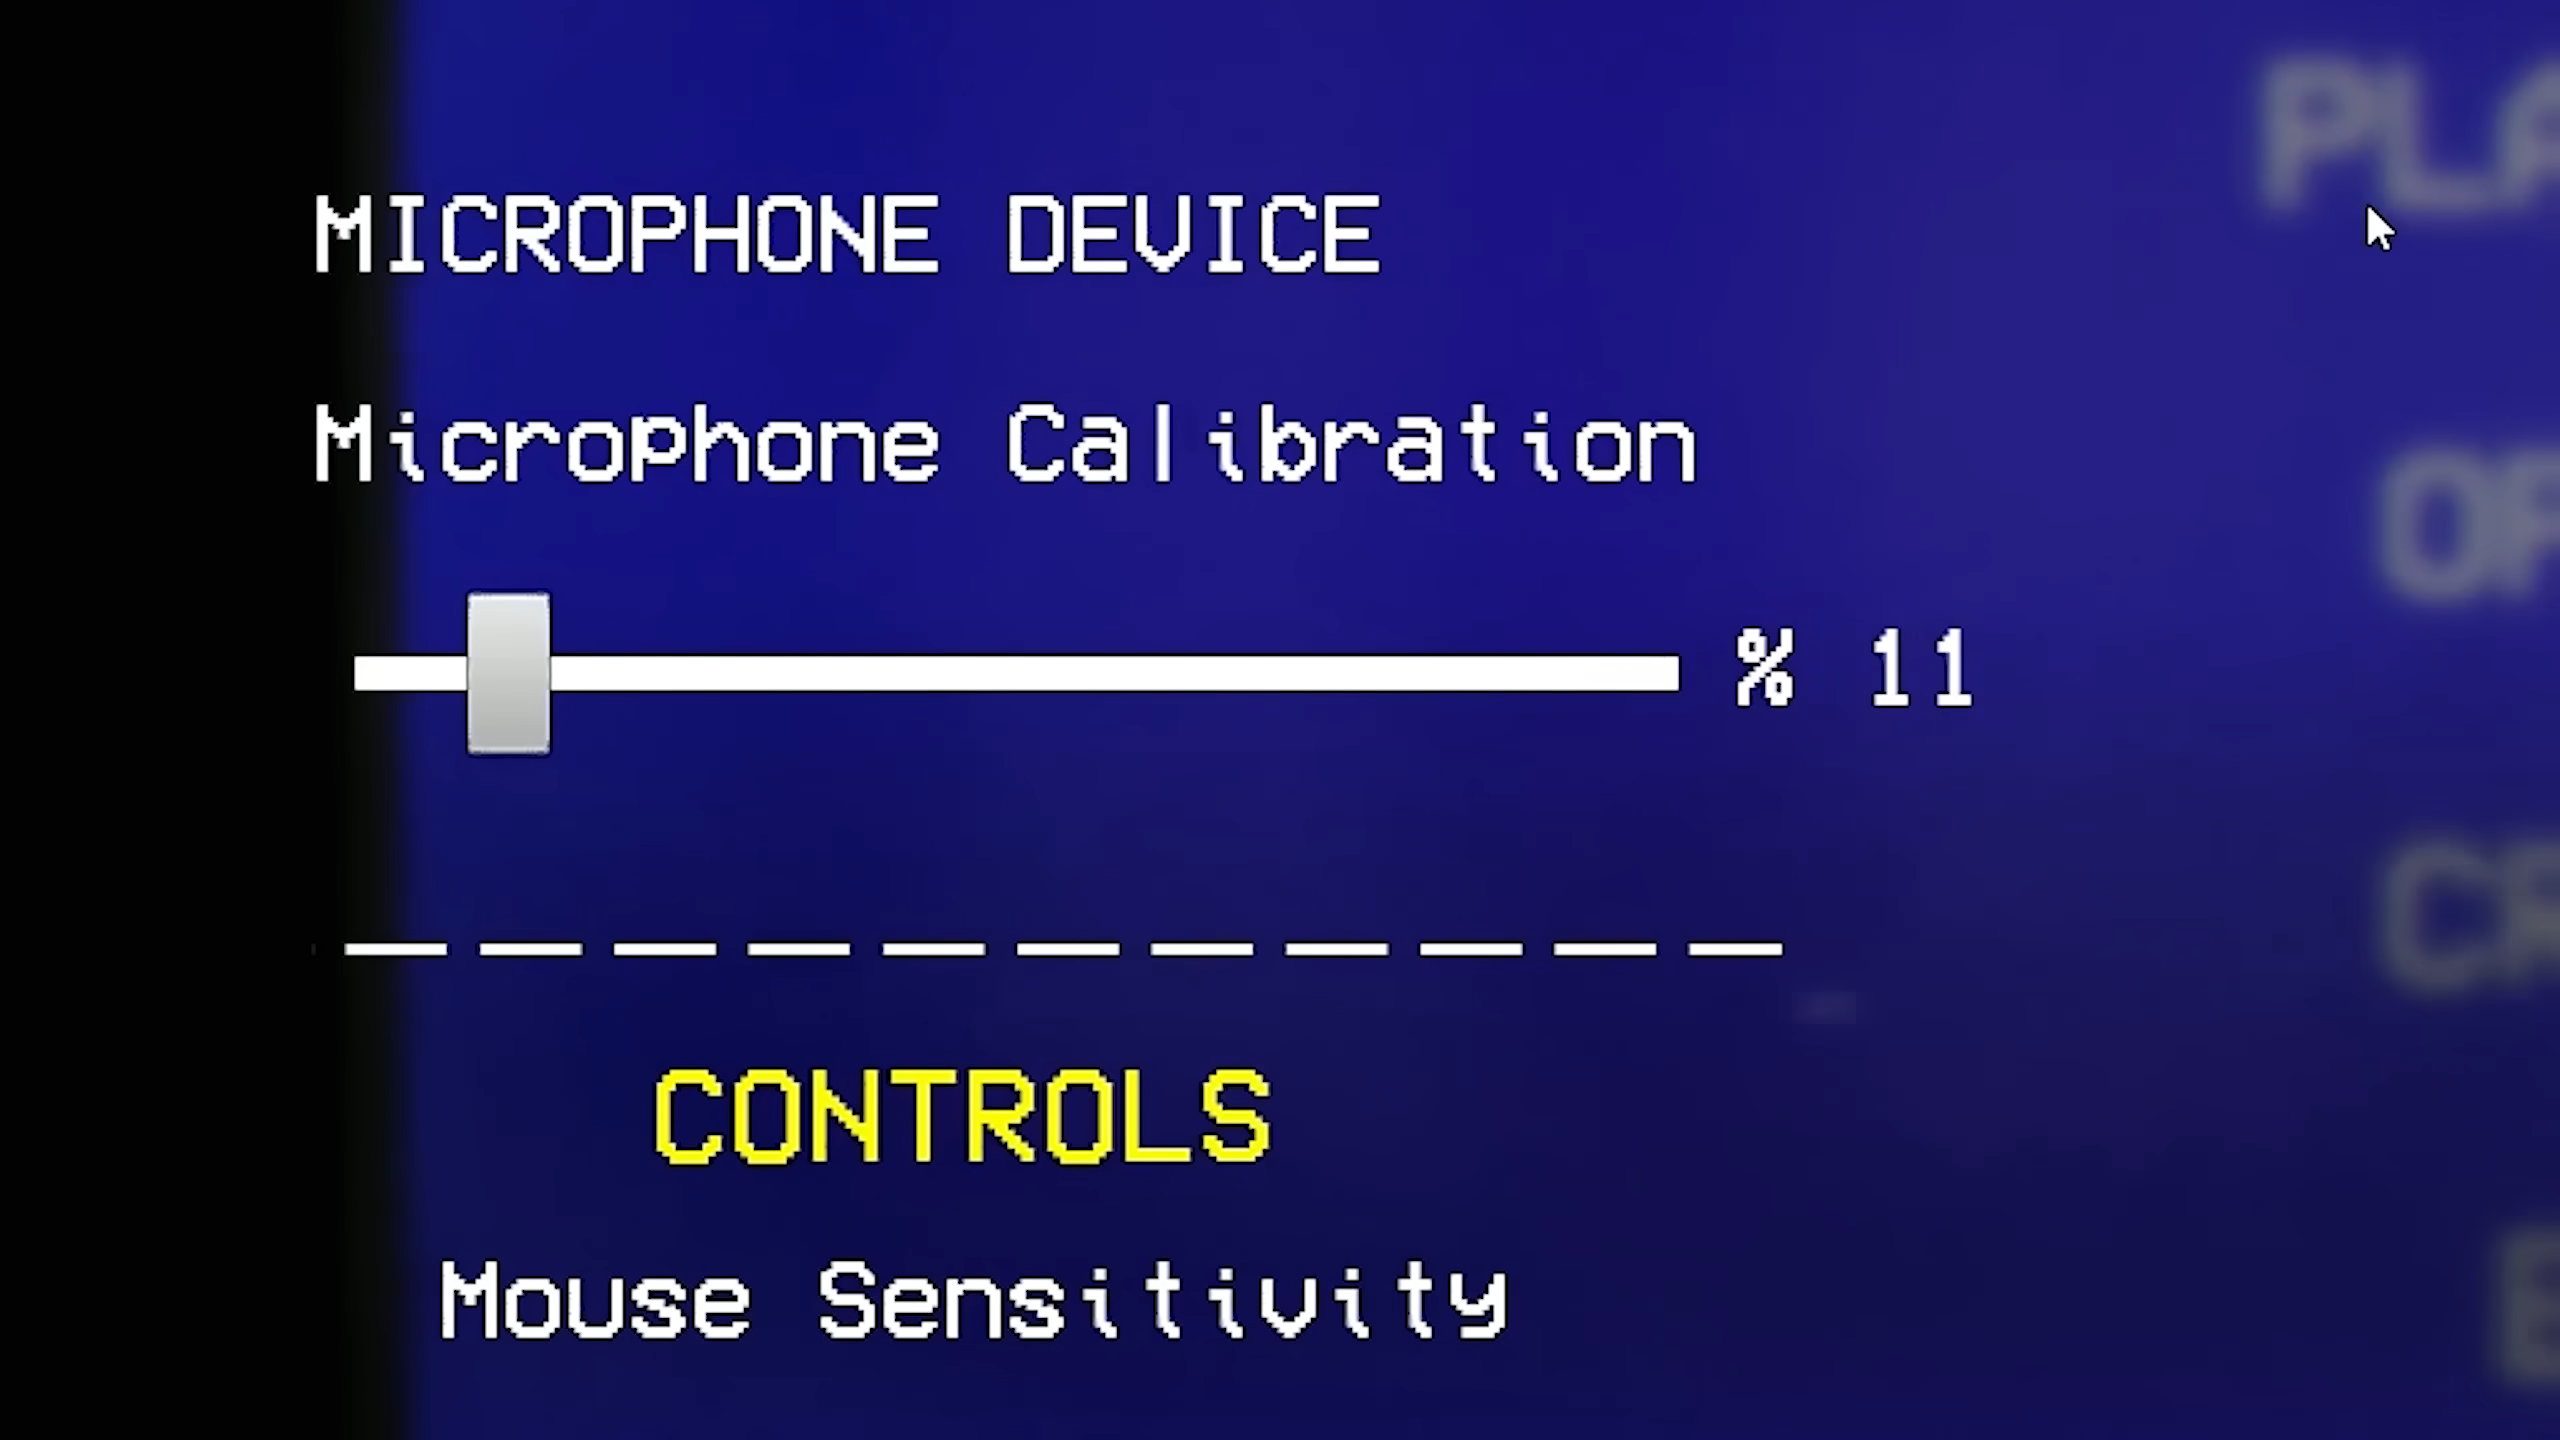 MICROPHONE DEVICE
Microphone Calibration
% 11
CONTROLS
Mouse Sensitivity